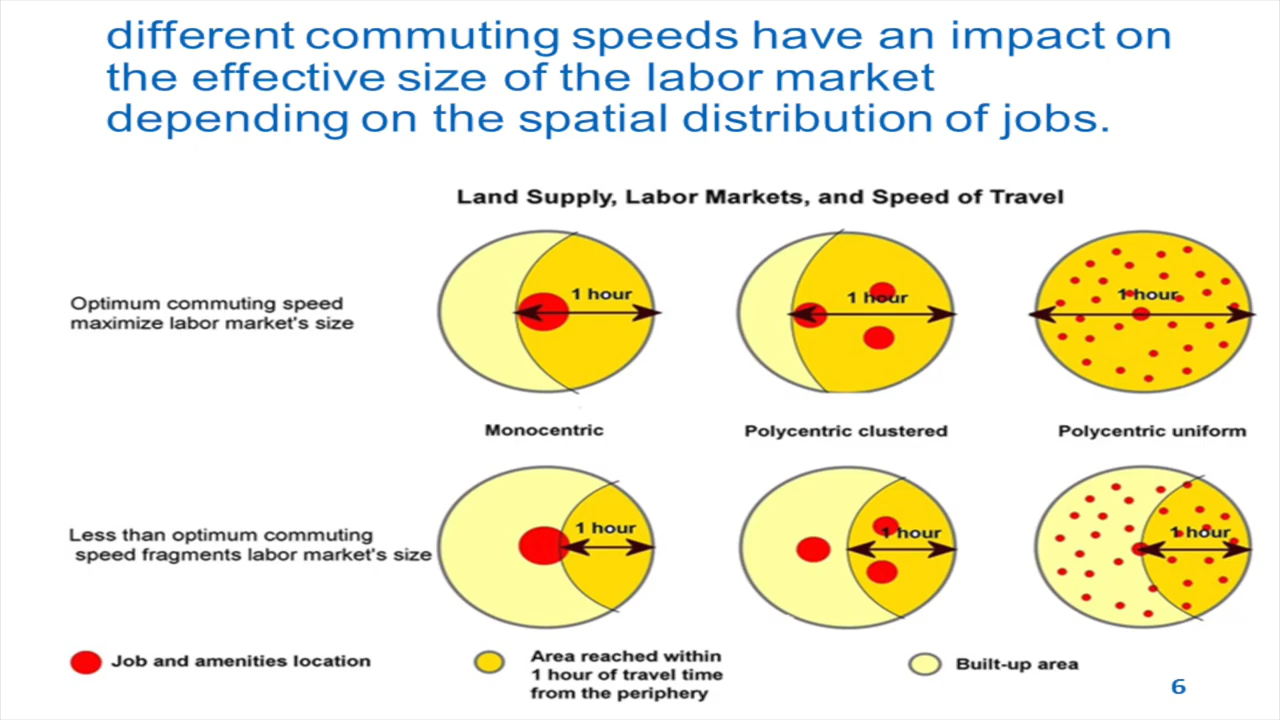 different commuting speeds have an impact on
the effective size of the labor market
depending on the spatial distribution of jobs.
Land Supply, Labor Markets, and Speed of Travel
Optimum commuting speed
maximize labor market's size
1 hour
1 hour
1 hour
Monocentric
Polycentric clustered
Polycentric uniform
Less than optimum commuting
speed fragments labor market's size
1 hour
1 hour
1 hour
Job and amenities location
Area reached within
1 hour of travel time
from the periphery
Built-up area
6